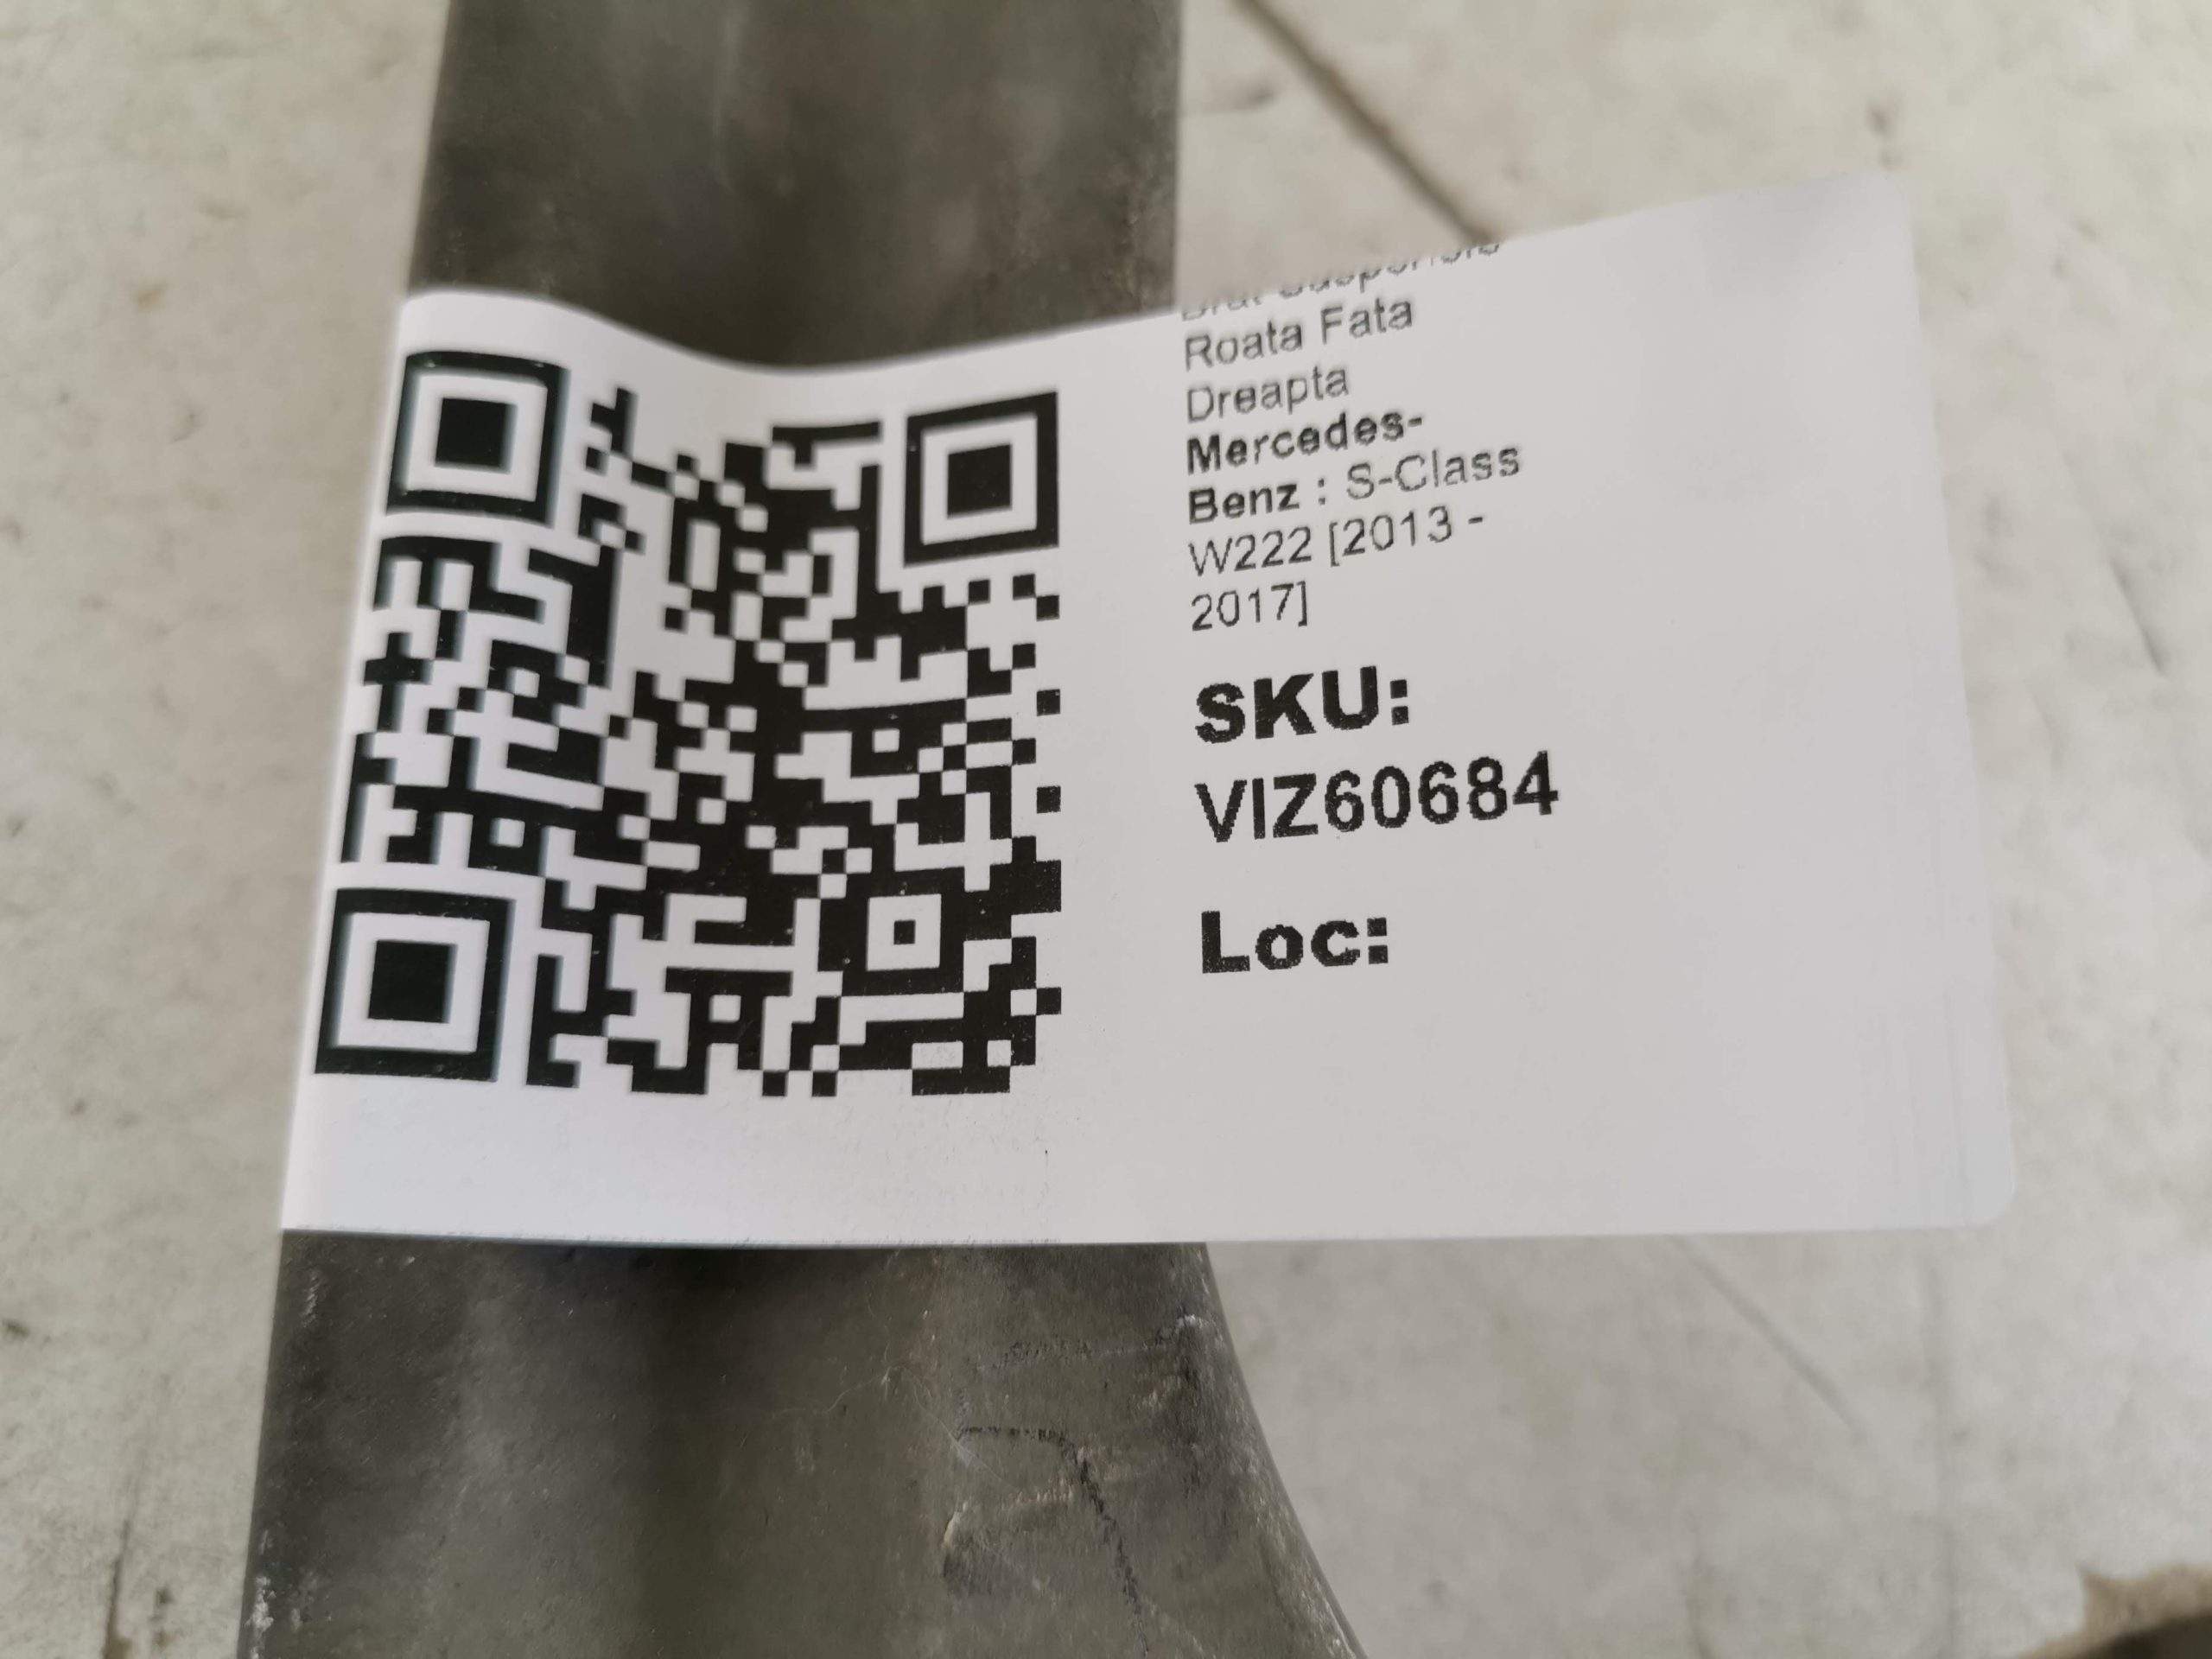 Roata Fata
Dreapta
Mercedes-
Benz : S-Class
W222 [2013 -
2017]
SKU:
VIZ60684
Loc: